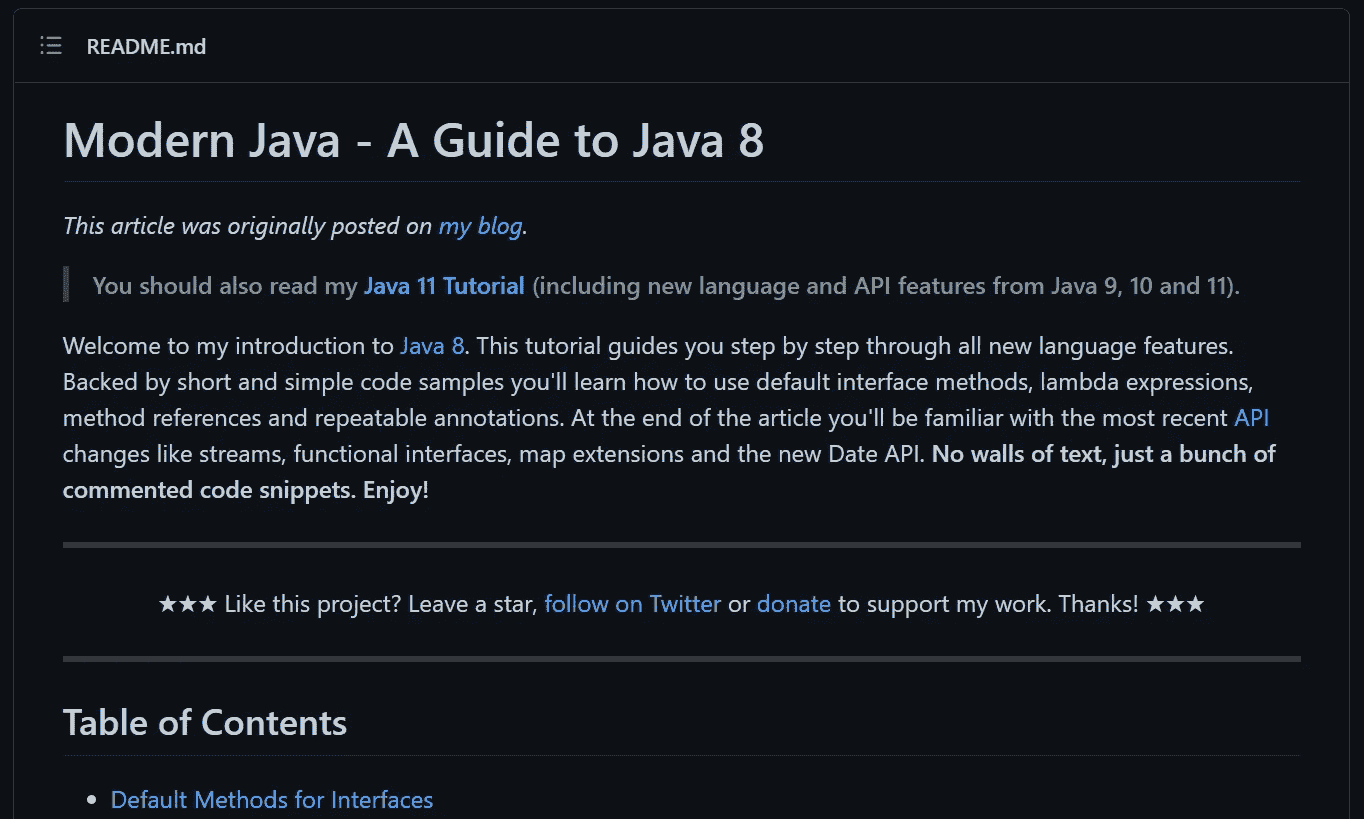 README.md
Modern Java - A Guide to Java 8
This article was originally posted on my blog.
You should also read my Java 11 Tutorial (including new language and API features from Java 9, 10 and 11).
Welcome to my introduction to Java 8. This tutorial guides you step by step through all new language features.
Backed by short and simple code samples you'll learn how to use default interface methods, lambda expressions,
method references and repeatable annotations. At the end of the article you'll be familiar with the most recent API
changes like streams, functional interfaces, map extensions and the new Date API. No walls of text, just a bunch of
commented code snippets. Enjoy!
★★★ Like this project? Leave a star, follow on Twitter or donate to support my work. Thanks! ★★★
Table of Contents
• Default Methods for Interfaces